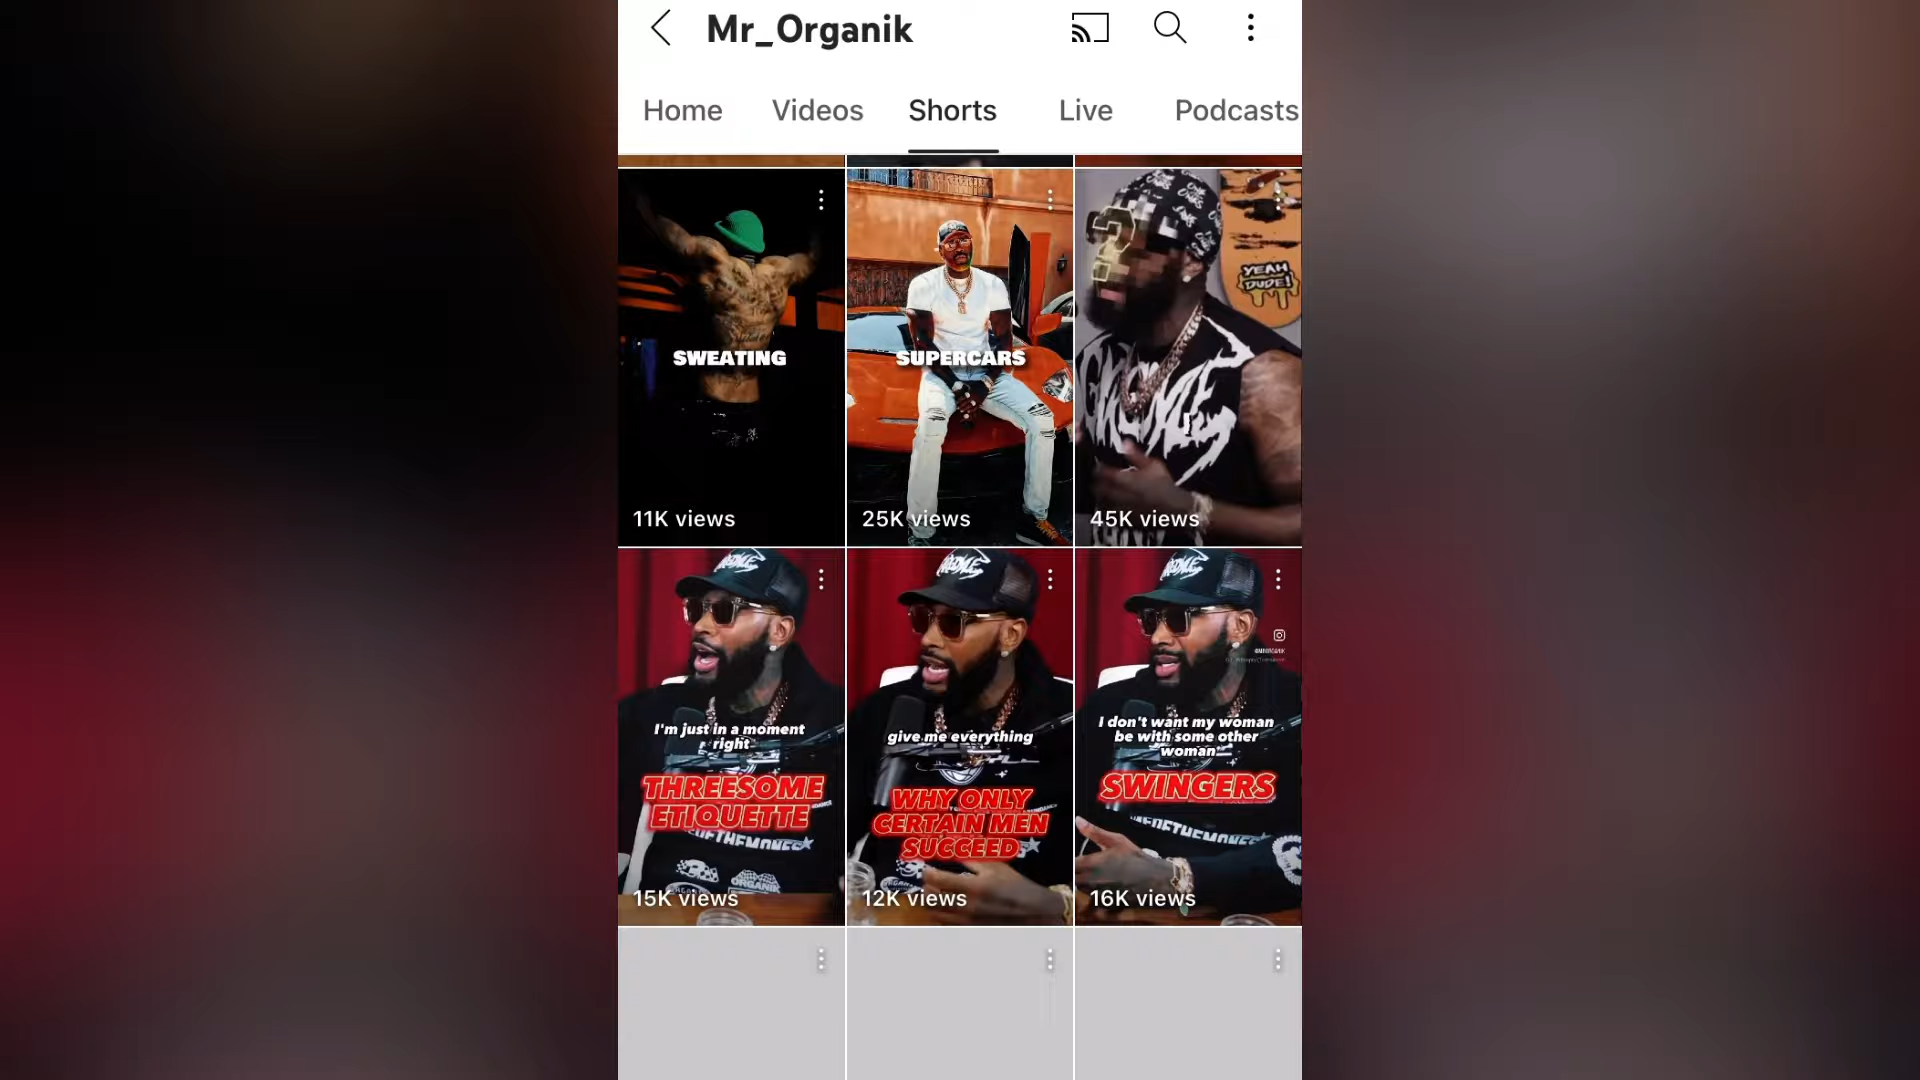 Mr_Organik
Home Videos Shorts Live Podcasts
YEAH
DUDE!
SWEATING
SUPERCARS
11K views
25K views
45K views
I'm just in a moment
right
THREESOME
ETIQUETTE
15K views
give me everything
WHY ONLY
CERTAIN MEN
SUCCEED
12K views
I don't want my woman
be with some other
woman
SWINGERS
16K views
ORGANIK